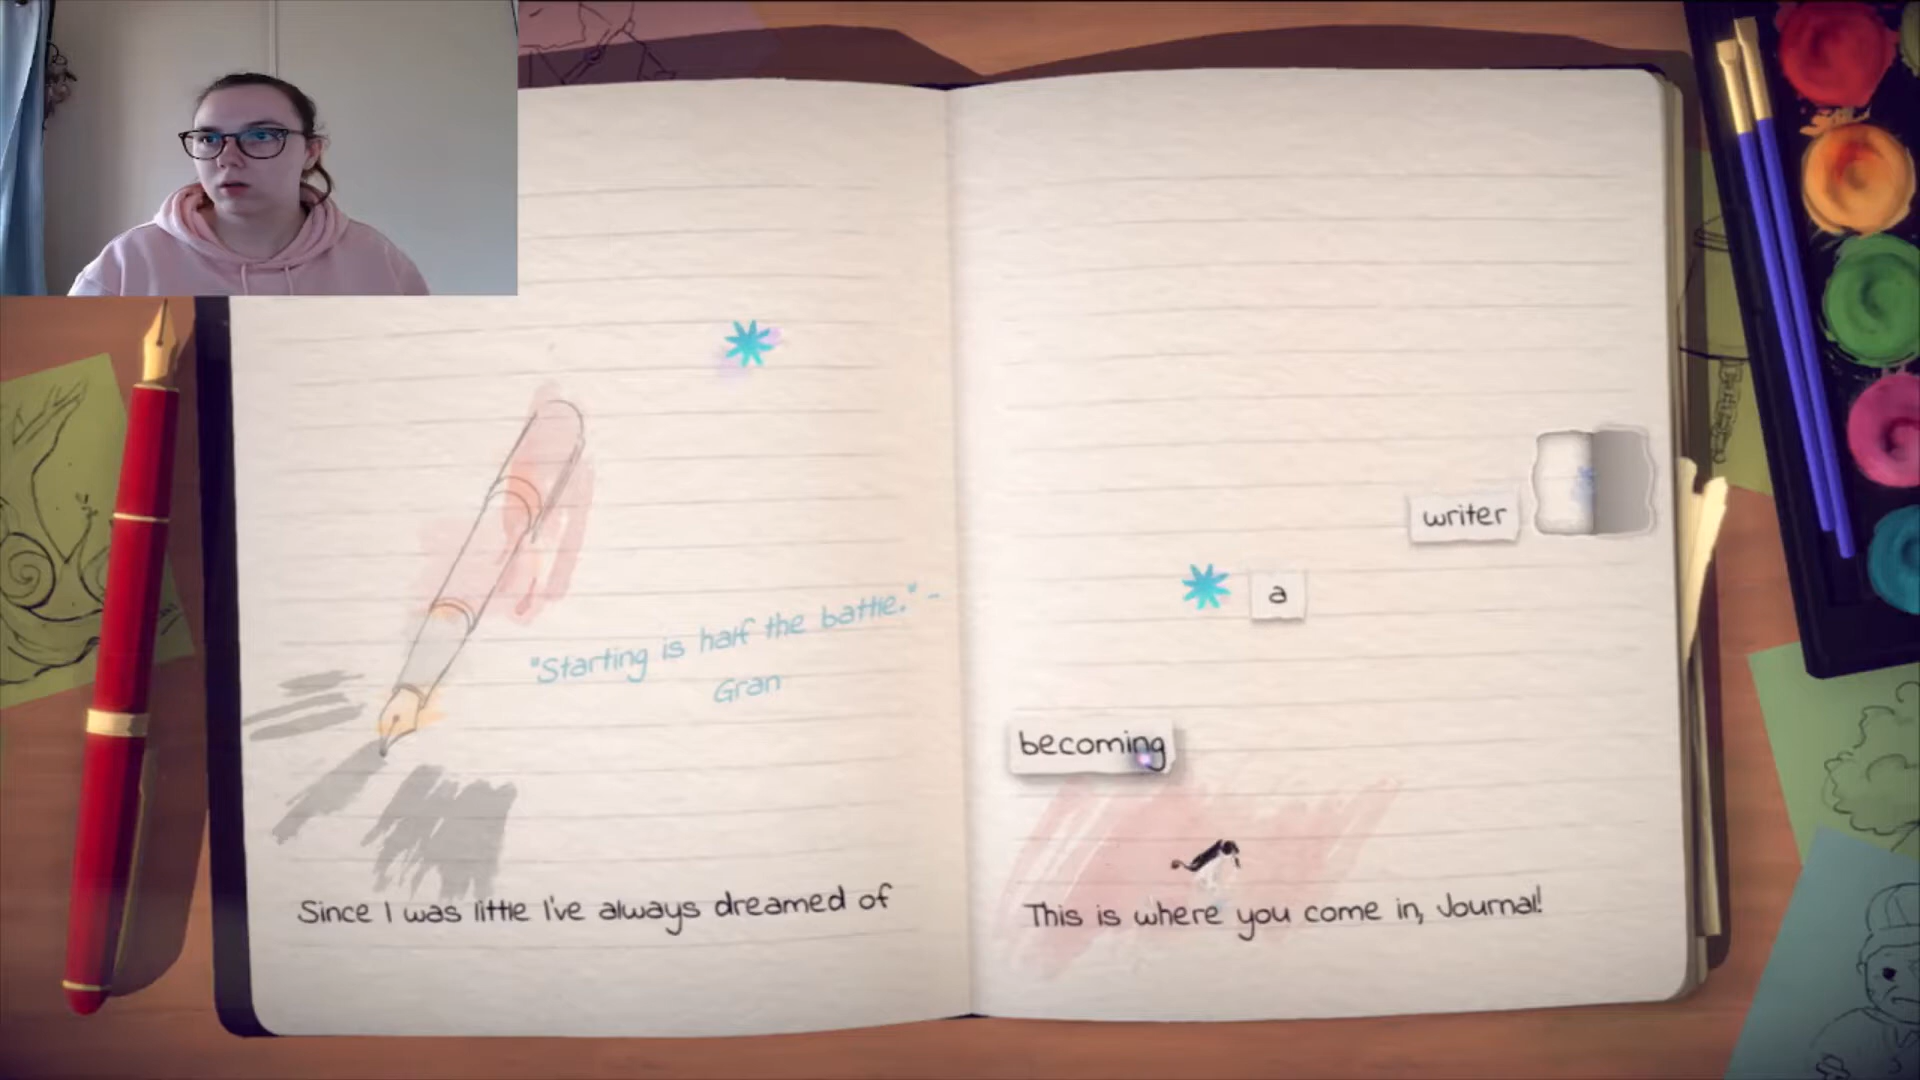 "Starting is half the battle." -
Gran
Since I was little I've always dreamed of
writer
a
becoming
This is where you come in, Journal!